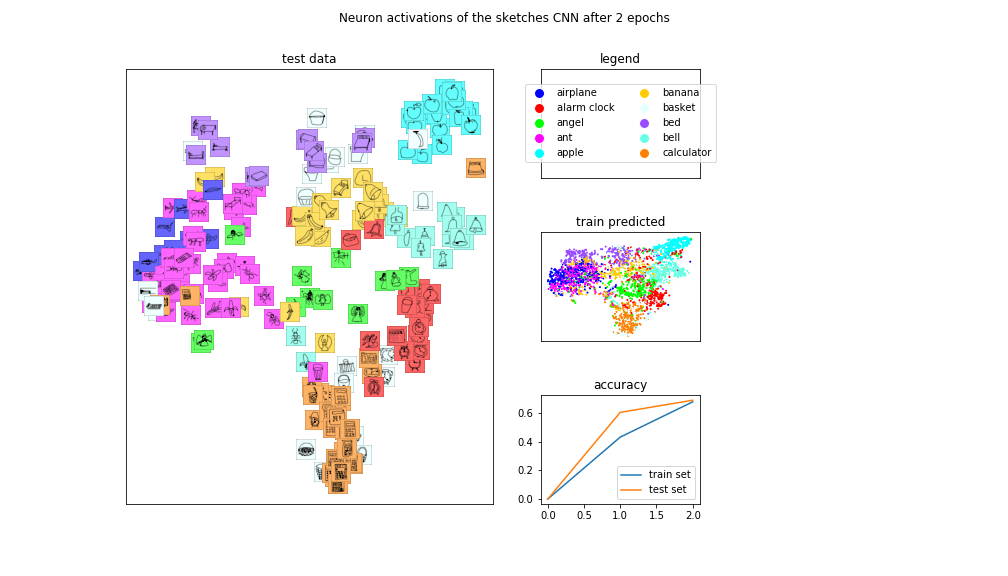 Neuron activations of the sketches CNN after 2 epochs
test data
legend
airplane
alarm clock
angel
ant
apple
banana
basket
bed
bell
calculator
train predicted
accuracy
0.6
0.4
0.2
0.0
train set
test set
0.0 0.5 1.0 1.5 2.0